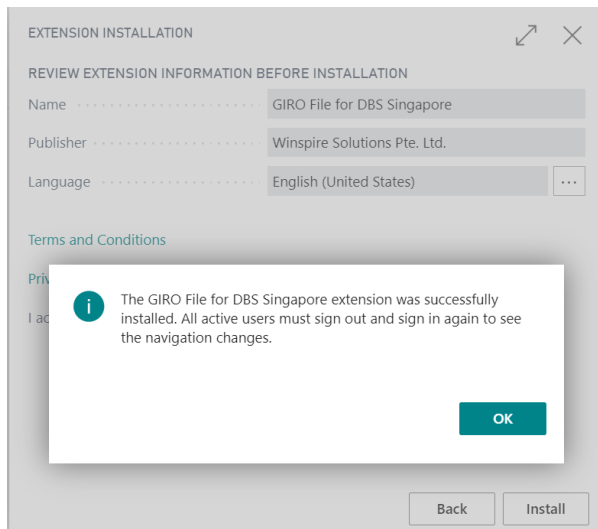 EXTENSION INSTALLATION
REVIEW EXTENSION INFORMATION BEFORE INSTALLATION
Name GIRO File for DBS Singapore
Publisher Winspire Solutions Pte. Ltd.
Language English (United States) ...
Terms and Conditions
Priv
I ac
i
The GIRO File for DBS Singapore extension was successfully
installed. All active users must sign out and sign in again to see
the navigation changes.
OK
Back Install